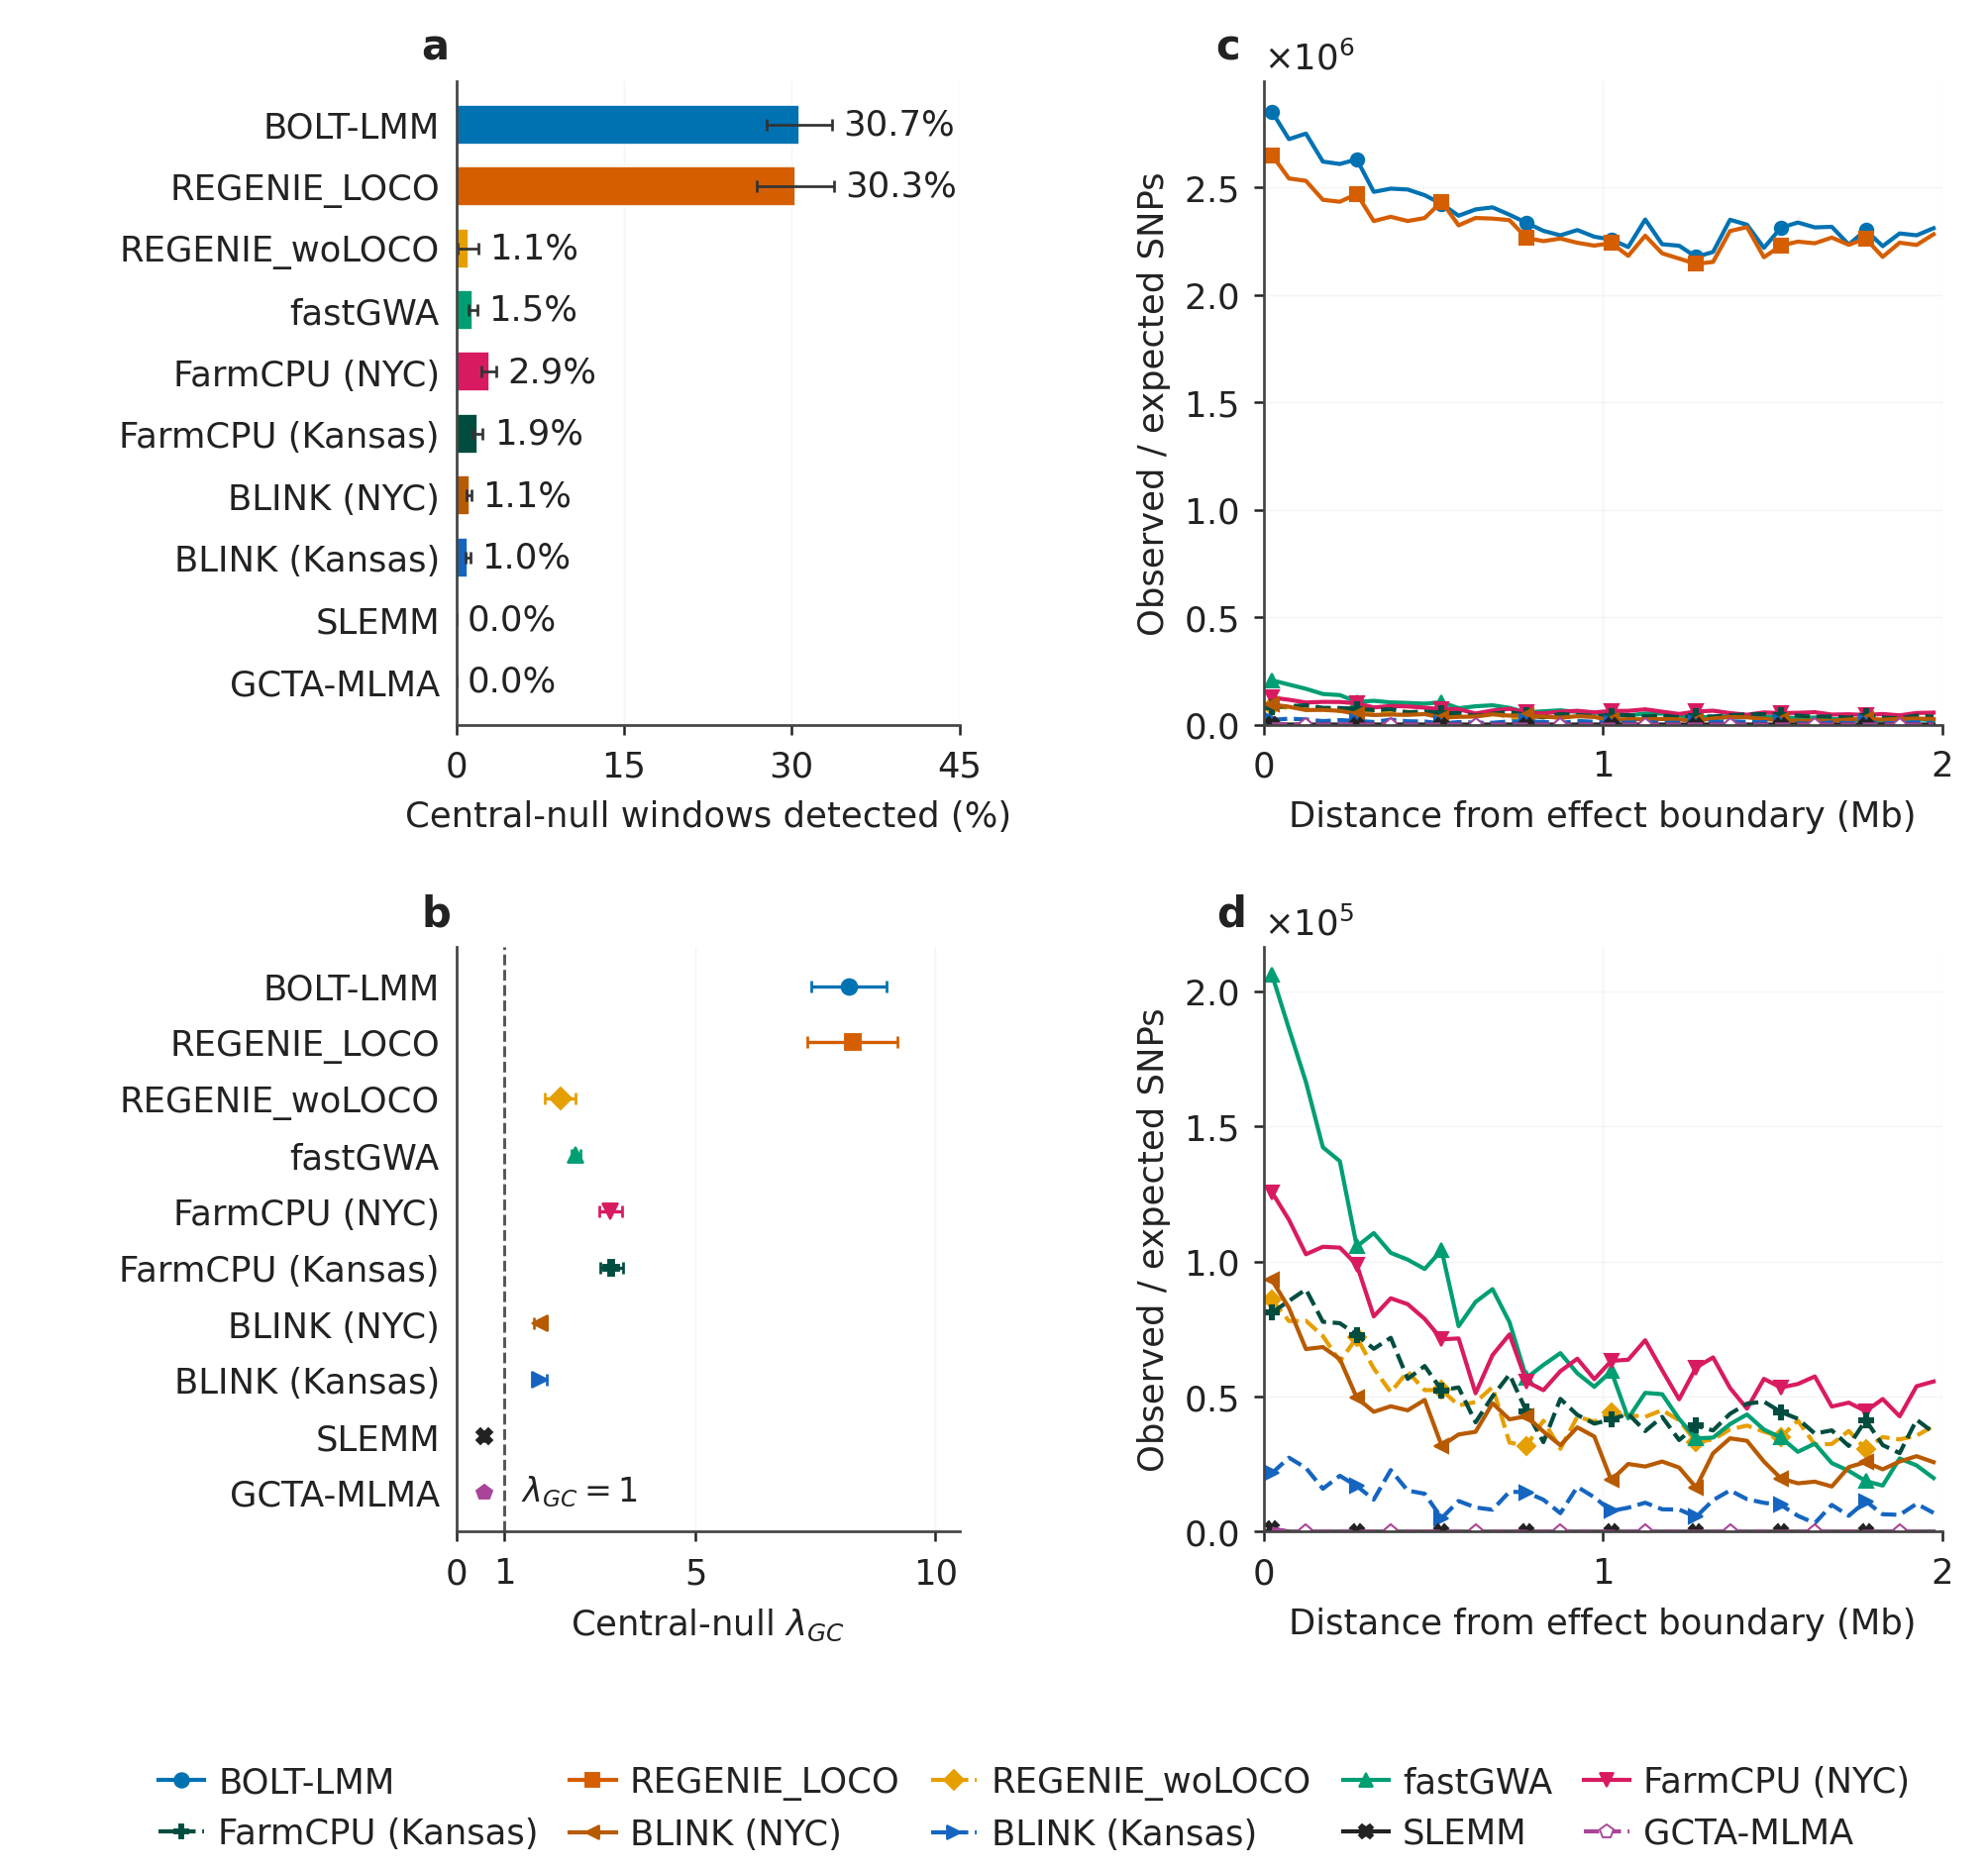 a
BOLT-LMM
30.7%
REGENIE_LOCO
30.3%
REGENIE_woLOCO
1.1%
fastGWA
1.5%
FarmCPU (NYC)
2.9%
FarmCPU (Kansas)
1.9%
BLINK (NYC)
1.1%
BLINK (Kansas)
1.0%
SLEMM
0.0%
GCTA-MLMA
0.0%
0 15 30 45
Central-null windows detected (%)
c
×10⁶
Observed / expected SNPs
2.5
2.0
1.5
1.0
0.5
0.0
0 1 2
Distance from effect boundary (Mb)
b
BOLT-LMM
REGENIE_LOCO
REGENIE_woLOCO
fastGWA
FarmCPU (NYC)
FarmCPU (Kansas)
BLINK (NYC)
BLINK (Kansas)
SLEMM
GCTA-MLMA
λGC = 1
0 1 5 10
Central-null λGC
d
×10⁵
Observed / expected SNPs
2.0
1.5
1.0
0.5
0.0
0 1 2
Distance from effect boundary (Mb)
BOLT-LMM REGENIE_LOCO REGENIE_woLOCO fastGWA FarmCPU (NYC)
FarmCPU (Kansas) BLINK (NYC) BLINK (Kansas) SLEMM GCTA-MLMA